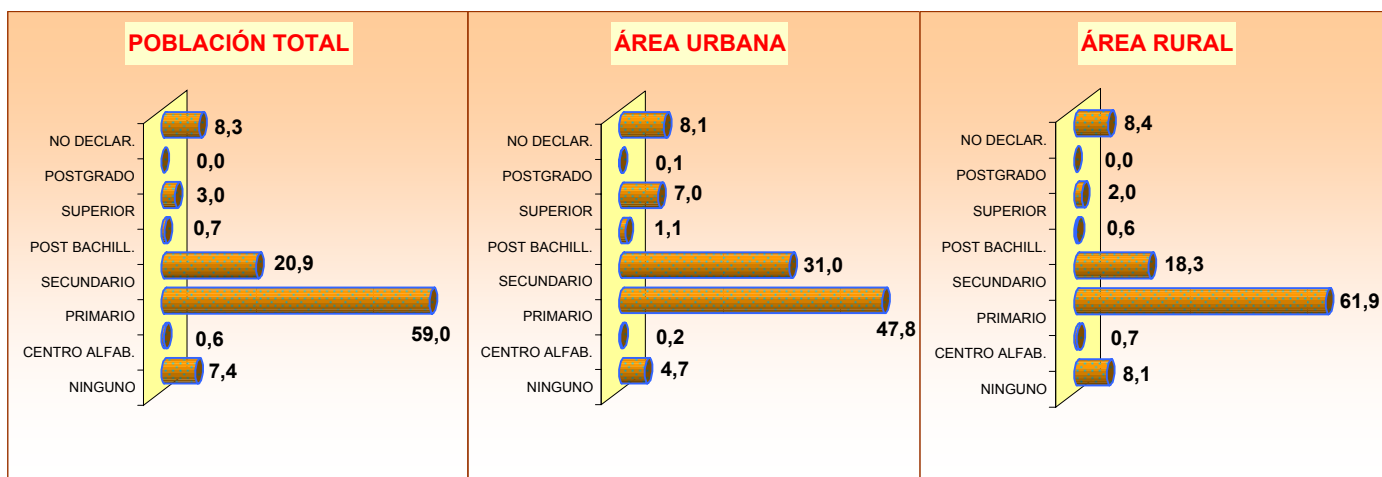 POBLACIÓN TOTAL
NO DECLAR.
8,3
POSTGRADO
0,0
SUPERIOR
3,0
POST BACHILL.
0,7
SECUNDARIO
20,9
PRIMARIO
59,0
CENTRO ALFAB.
0,6
NINGUNO
7,4
ÁREA URBANA
NO DECLAR.
8,1
POSTGRADO
0,1
SUPERIOR
7,0
POST BACHILL.
1,1
SECUNDARIO
31,0
PRIMARIO
47,8
CENTRO ALFAB.
0,2
NINGUNO
4,7
ÁREA RURAL
NO DECLAR.
8,4
POSTGRADO
0,0
SUPERIOR
2,0
POST BACHILL.
0,6
SECUNDARIO
18,3
PRIMARIO
61,9
CENTRO ALFAB.
0,7
NINGUNO
8,1